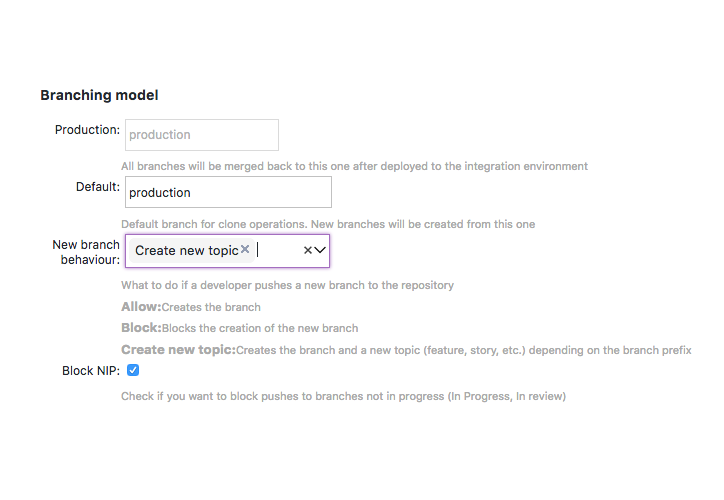 Branching model
Production: production
All branches will be merged back to this one after deployed to the integration environment
Default: production
Default branch for clone operations. New branches will be created from this one
New branch
behaviour: Create new topic
What to do if a developer pushes a new branch to the repository
Allow:Creates the branch
Block:Blocks the creation of the new branch
Create new topic:Creates the branch and a new topic (feature, story, etc.) depending on the branch prefix
Block NIP:
Check if you want to block pushes to branches not in progress (In Progress, In review)